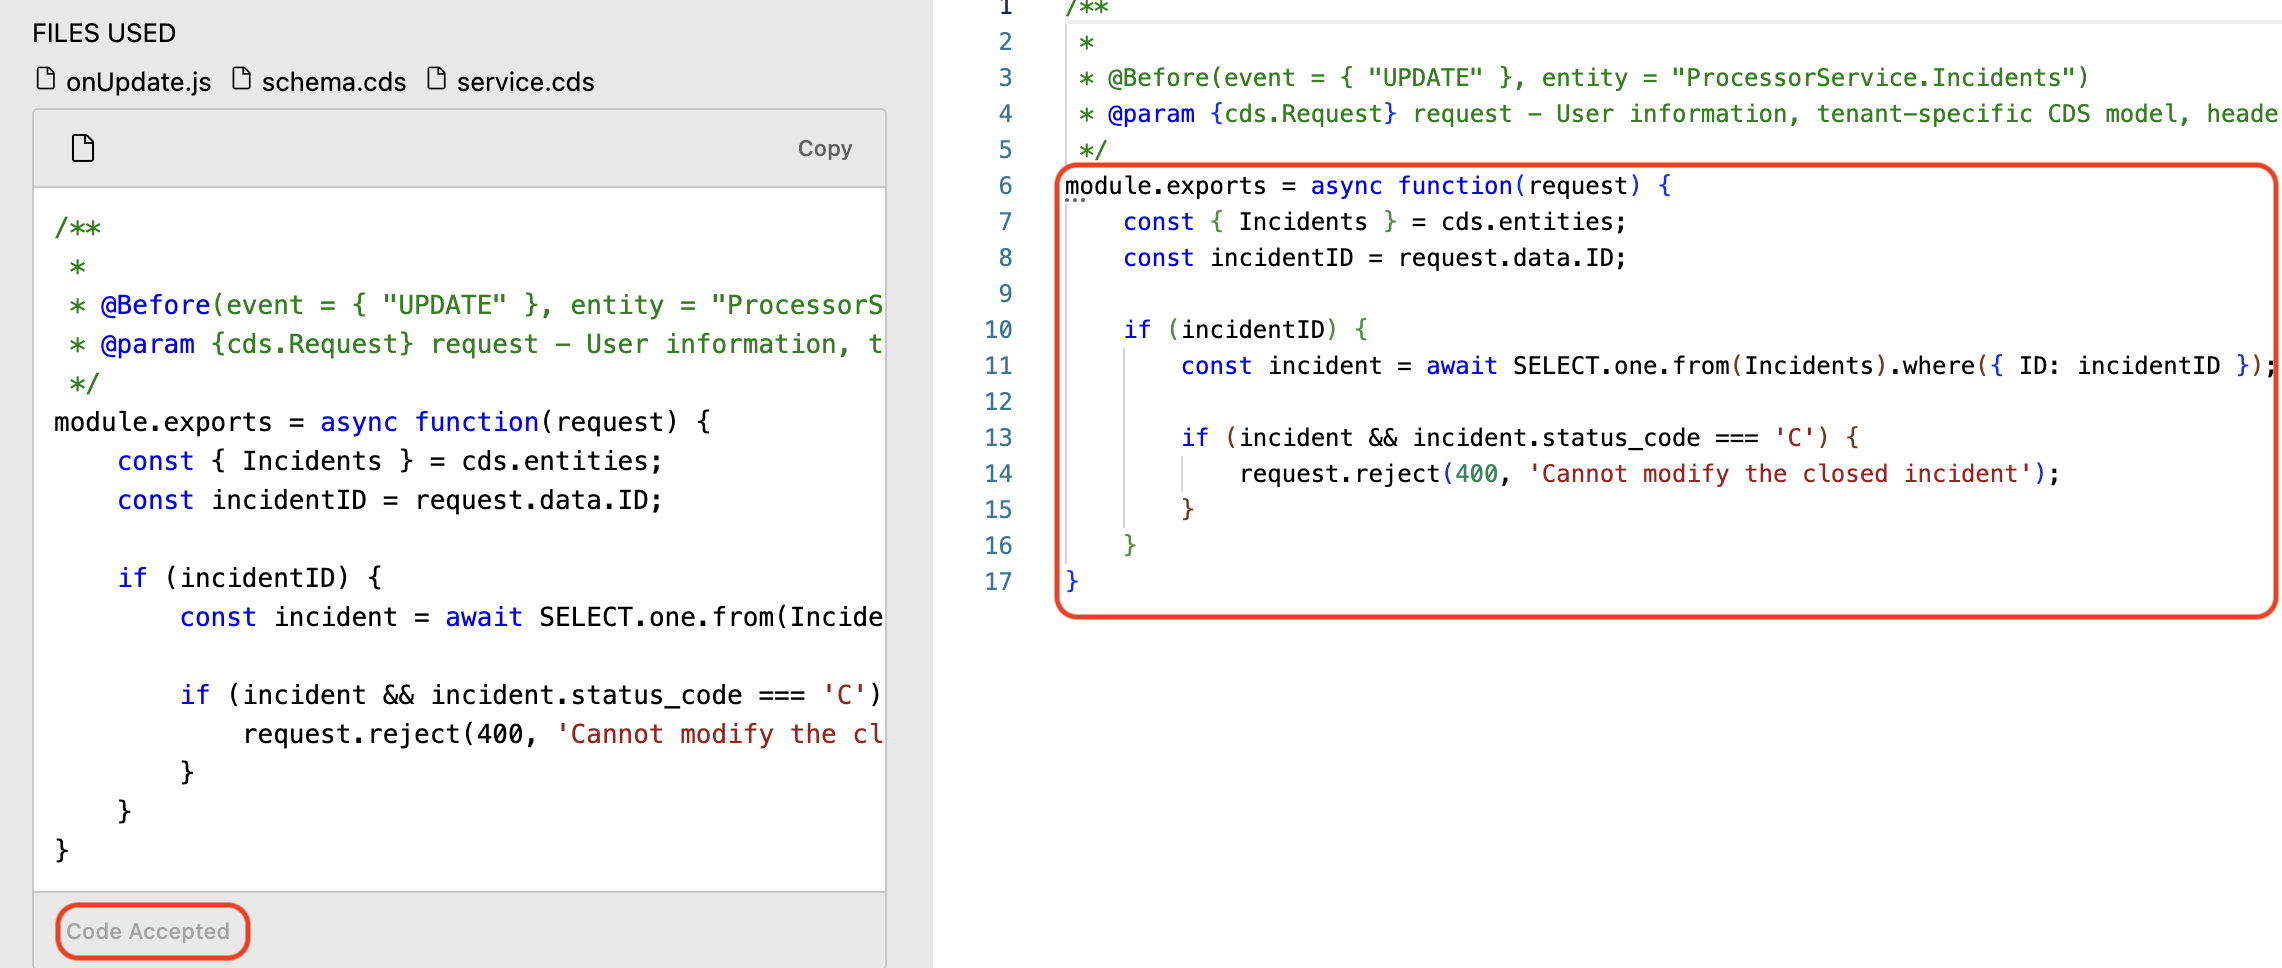 FILES USED
onUpdate.js schema.cds service.cds
Copy
/**
 *
 * @Before(event = { "UPDATE" }, entity = "ProcessorS
 * @param {cds.Request} request - User information, t
 */
module.exports = async function(request) {
    const { Incidents } = cds.entities;
    const incidentID = request.data.ID;
    if (incidentID) {
        const incident = await SELECT.one.from(Incide
        if (incident && incident.status_code === 'C')
            request.reject(400, 'Cannot modify the cl
        }
    }
}
Code Accepted
1 /**
2  *
3  * @Before(event = { "UPDATE" }, entity = "ProcessorService.Incidents")
4  * @param {cds.Request} request - User information, tenant-specific CDS model, heade
5  */
6 module.exports = async function(request) {
7     const { Incidents } = cds.entities;
8     const incidentID = request.data.ID;
9
10     if (incidentID) {
11         const incident = await SELECT.one.from(Incidents).where({ ID: incidentID });
12
13         if (incident && incident.status_code === 'C') {
14             request.reject(400, 'Cannot modify the closed incident');
15         }
16     }
17 }